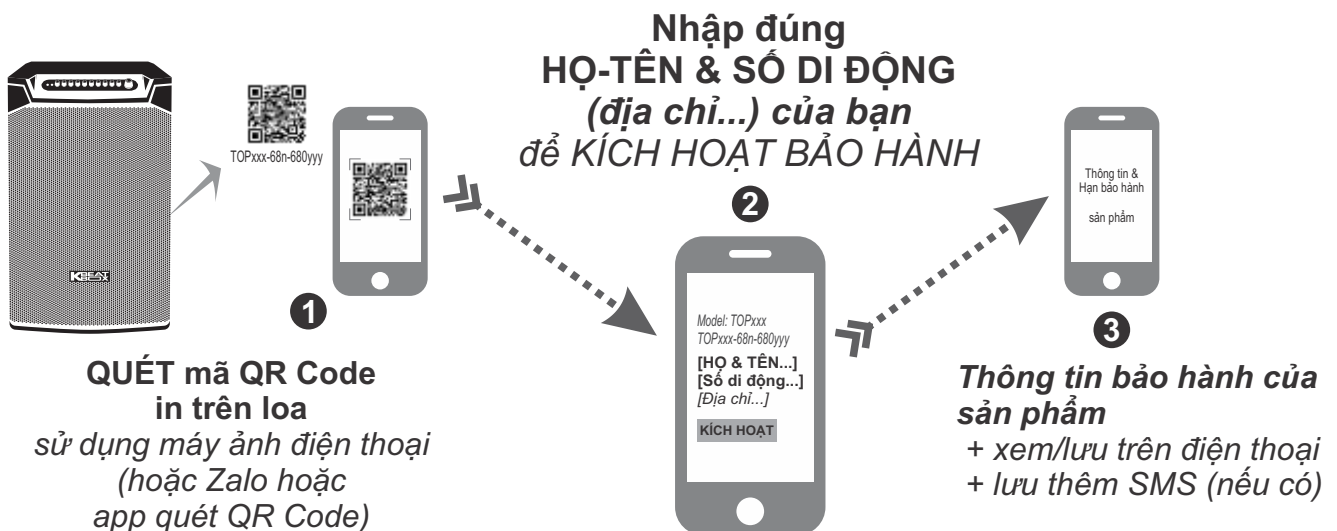 Nhập đúng
HỌ-TÊN & SỐ DI ĐỘNG
(địa chỉ...) của bạn
để KÍCH HOẠT BẢO HÀNH
KBEAT
BOX
TOPxxx-68n-680yyy
1
QUÉT mã QR Code
in trên loa
sử dụng máy ảnh điện thoại
(hoặc Zalo hoặc
app quét QR Code)
2
Model: TOPxxx
TOPxxx-68n-680yyy
[HỌ & TÊN...]
[Số di động...]
[Địa chỉ...]
KÍCH HOẠT
Thông tin &
Hạn bảo hành
sản phẩm
3
Thông tin bảo hành của
sản phẩm
+ xem/lưu trên điện thoại
+ lưu thêm SMS (nếu có)